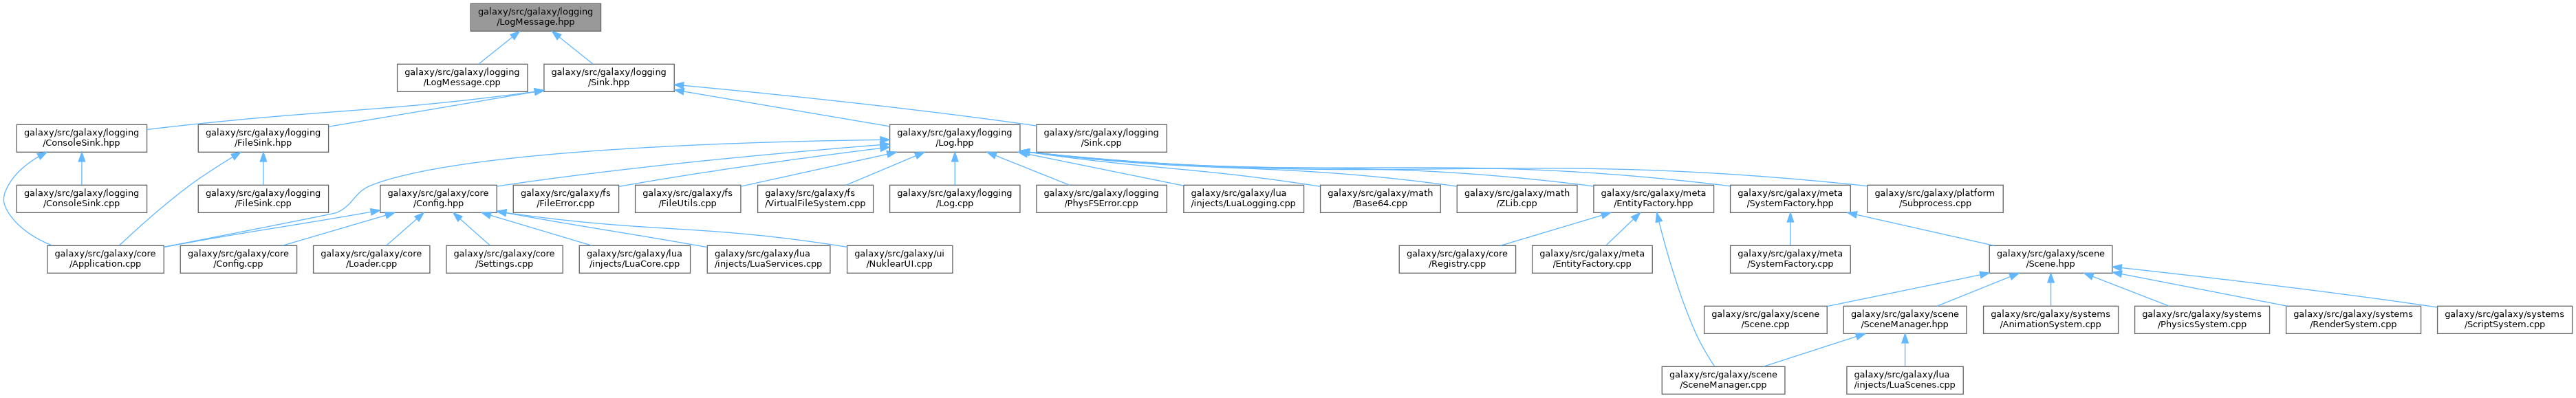 galaxy/src/galaxy/logging
/LogMessage.hpp
galaxy/src/galaxy/logging
/LogMessage.cpp
galaxy/src/galaxy/logging
/Sink.hpp
galaxy/src/galaxy/logging
/ConsoleSink.hpp
galaxy/src/galaxy/logging
/FileSink.hpp
galaxy/src/galaxy/logging
/Log.hpp
galaxy/src/galaxy/logging
/Sink.cpp
galaxy/src/galaxy/logging
/ConsoleSink.cpp
galaxy/src/galaxy/logging
/FileSink.cpp
galaxy/src/galaxy/core
/Config.hpp
galaxy/src/galaxy/fs
/FileError.cpp
galaxy/src/galaxy/fs
/FileUtils.cpp
galaxy/src/galaxy/fs
/VirtualFileSystem.cpp
galaxy/src/galaxy/logging
/Log.cpp
galaxy/src/galaxy/logging
/PhysFSError.cpp
galaxy/src/galaxy/lua
/injects/LuaLogging.cpp
galaxy/src/galaxy/math
/Base64.cpp
galaxy/src/galaxy/math
/ZLib.cpp
galaxy/src/galaxy/meta
/EntityFactory.hpp
galaxy/src/galaxy/meta
/SystemFactory.hpp
galaxy/src/galaxy/platform
/Subprocess.cpp
galaxy/src/galaxy/core
/Application.cpp
galaxy/src/galaxy/core
/Config.cpp
galaxy/src/galaxy/core
/Loader.cpp
galaxy/src/galaxy/core
/Settings.cpp
galaxy/src/galaxy/lua
/injects/LuaCore.cpp
galaxy/src/galaxy/lua
/injects/LuaServices.cpp
galaxy/src/galaxy/ui
/NuklearUI.cpp
galaxy/src/galaxy/core
/Registry.cpp
galaxy/src/galaxy/meta
/EntityFactory.cpp
galaxy/src/galaxy/meta
/SystemFactory.cpp
galaxy/src/galaxy/scene
/Scene.hpp
galaxy/src/galaxy/scene
/Scene.cpp
galaxy/src/galaxy/scene
/SceneManager.hpp
galaxy/src/galaxy/systems
/AnimationSystem.cpp
galaxy/src/galaxy/systems
/PhysicsSystem.cpp
galaxy/src/galaxy/systems
/RenderSystem.cpp
galaxy/src/galaxy/systems
/ScriptSystem.cpp
galaxy/src/galaxy/scene
/SceneManager.cpp
galaxy/src/galaxy/lua
/injects/LuaScenes.cpp